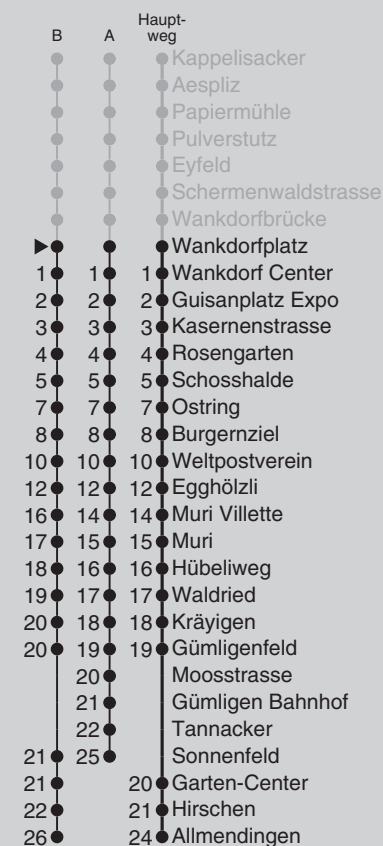 B A Haupt-
weg
Kappelisacker
Aespliz
Papiermühle
Pulverstutz
Eyfeld
Schermenwaldstrasse
Wankdorfbrücke
Wankdorfplatz
1 1 1 Wankdorf Center
2 2 2 Guisanplatz Expo
3 3 3 Kasernenstrasse
4 4 4 Rosengarten
5 5 5 Schosshalde
7 7 7 Ostring
8 8 8 Burgernziel
10 10 10 Weltpostverein
12 12 12 Egghölzli
16 14 14 Muri Villette
17 15 15 Muri
18 16 16 Hübeliweg
19 17 17 Waldried
20 18 18 Kräyigen
20 19 19 Gümligenfeld
20 Moosstrasse
21 Gümligen Bahnhof
22 Tannacker
21 25 Sonnenfeld
21 20 Garten-Center
22 21 Hirschen
26 24 Allmendingen